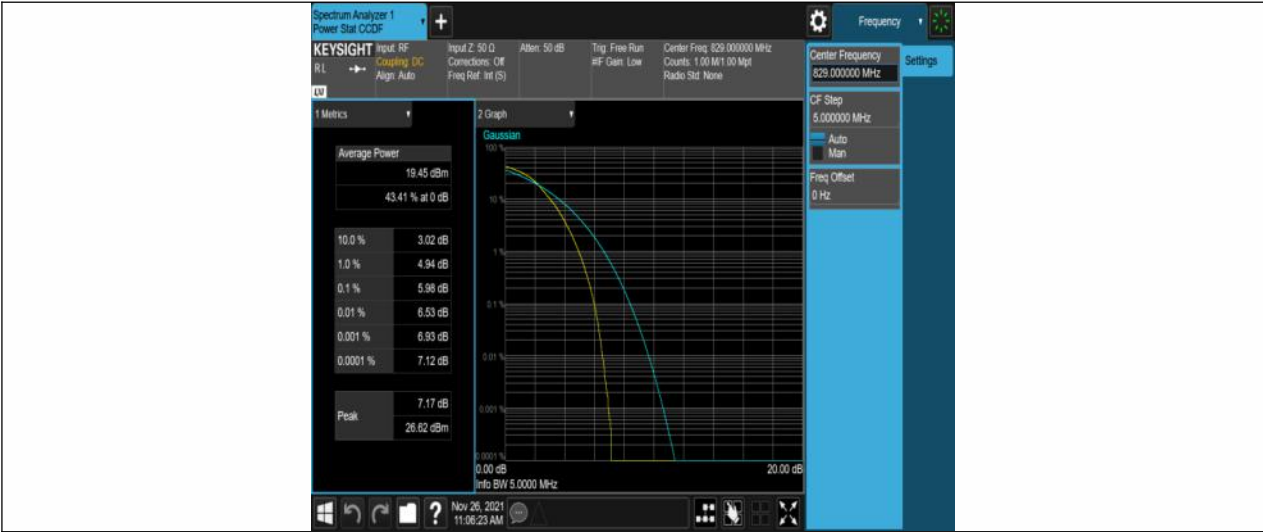 Spectrum Analyzer 1
Power Stat CCDF
Frequency
KEYSIGHT
Input: RF
Coupling: DC
Align: Auto
Input Z: 50 Ω
Corrections: Off
Freq Ref: Int (S)
Atten: 50 dB
Trig: Free Run
#IF Gain: Low
Center Freq: 829.000000 MHz
Counts: 1.00 M/1.00 Mpt
Radio Std: None
Center Frequency
829.000000 MHz
Settings
CF Step
5.000000 MHz
Auto
Man
Freq Offset
0 Hz
1 Metrics
Average Power
19.45 dBm
43.41 % at 0 dB
10.0 % 3.02 dB
1.0 % 4.94 dB
0.1 % 5.98 dB
0.01 % 6.53 dB
0.001 % 6.93 dB
0.0001 % 7.12 dB
Peak
7.17 dB
26.62 dBm
2 Graph
Gaussian
100 %
10 %
1 %
0.1 %
0.01 %
0.001 %
0.0001 %
0.00 dB 20.00 dB
Info BW 5.0000 MHz
Nov 26, 2021
11:06:23 AM